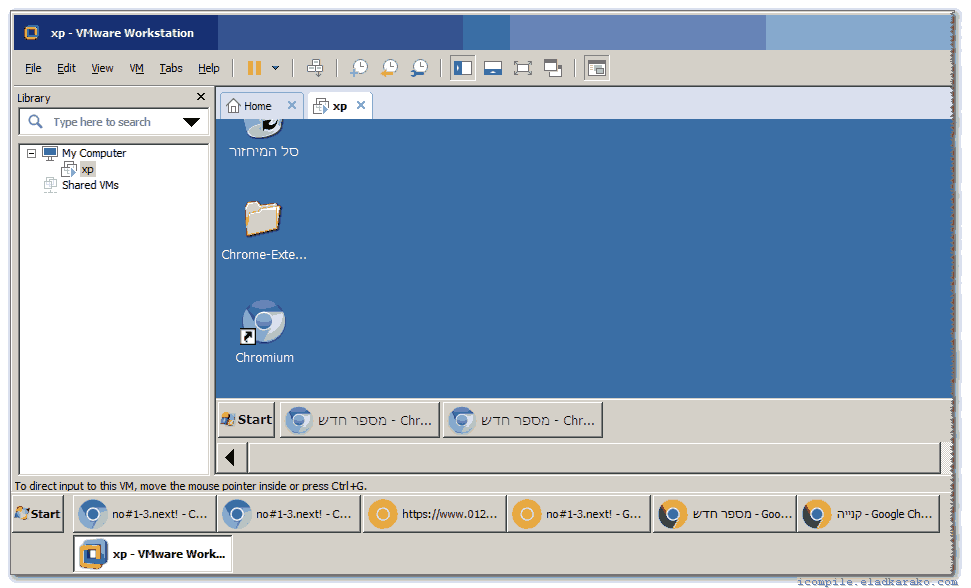 xp - VMware Workstation
File Edit View VM Tabs Help
Library
Home
xp
Type here to search
My Computer
xp
Shared VMs
סל המיחזור
Chrome-Exte...
Chromium
Start
מספר חדש - Chr...
מספר חדש - Chr...
To direct input to this VM, move the mouse pointer inside or press Ctrl+G.
Start
no#1-3.next! - C...
no#1-3.next! - C...
https://www.012...
no#1-3.next! - G...
מספר חדש - Goo...
קנייה - Google Ch...
xp - VMware Work...
icompile.eladkarako.com